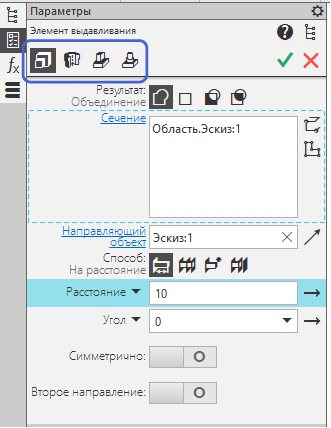 Параметры
Элемент выдавливания
?
fx
Результат:
Объединение
Сечение
Область.Эскиз:1
Направляющий
объект
Эскиз:1
Способ:
На расстояние
Расстояние
10
Угол
0
Симметрично:
Второе направление: